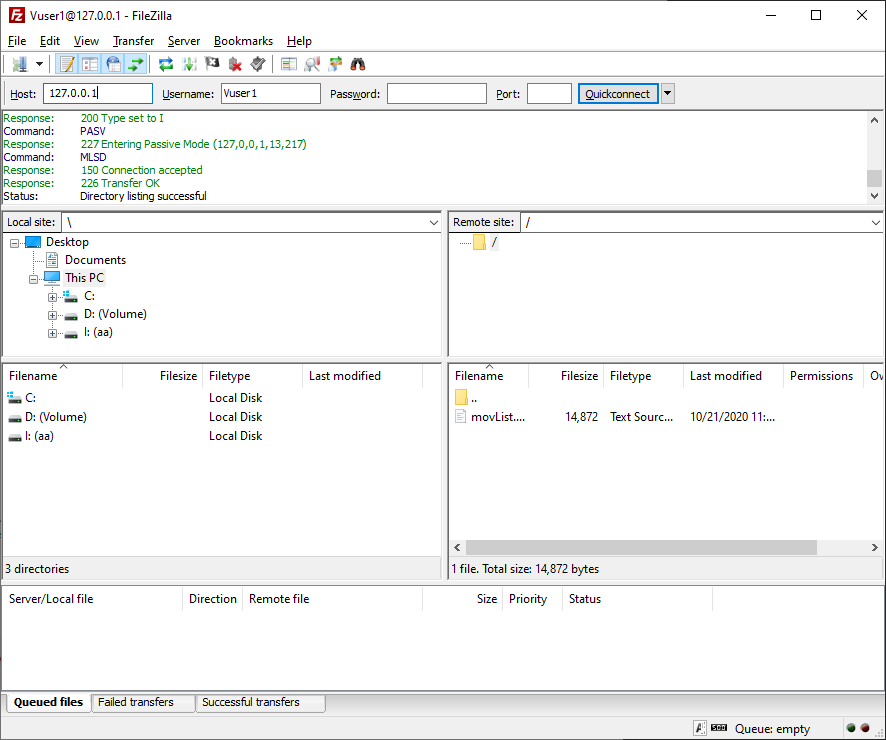 Vuser1@127.0.0.1 - FileZilla
File Edit View Transfer Server Bookmarks Help
Host: 127.0.0.1 Username: Vuser1 Password: Port: Quickconnect
Response: 200 Type set to I
Command: PASV
Response: 227 Entering Passive Mode (127,0,0,1,13,217)
Command: MLSD
Response: 150 Connection accepted
Response: 226 Transfer OK
Status: Directory listing successful
Local site: \
Desktop
Documents
This PC
C:
D: (Volume)
I: (aa)
Remote site: /
/
Filename Filesize Filetype Last modified
C: Local Disk
D: (Volume) Local Disk
I: (aa) Local Disk
3 directories
Filename Filesize Filetype Last modified Permissions Ow
..
movList.... 14,872 Text Sourc... 10/21/2020 11:...
1 file. Total size: 14,872 bytes
Server/Local file Direction Remote file Size Priority Status
Queued files Failed transfers Successful transfers
Queue: empty